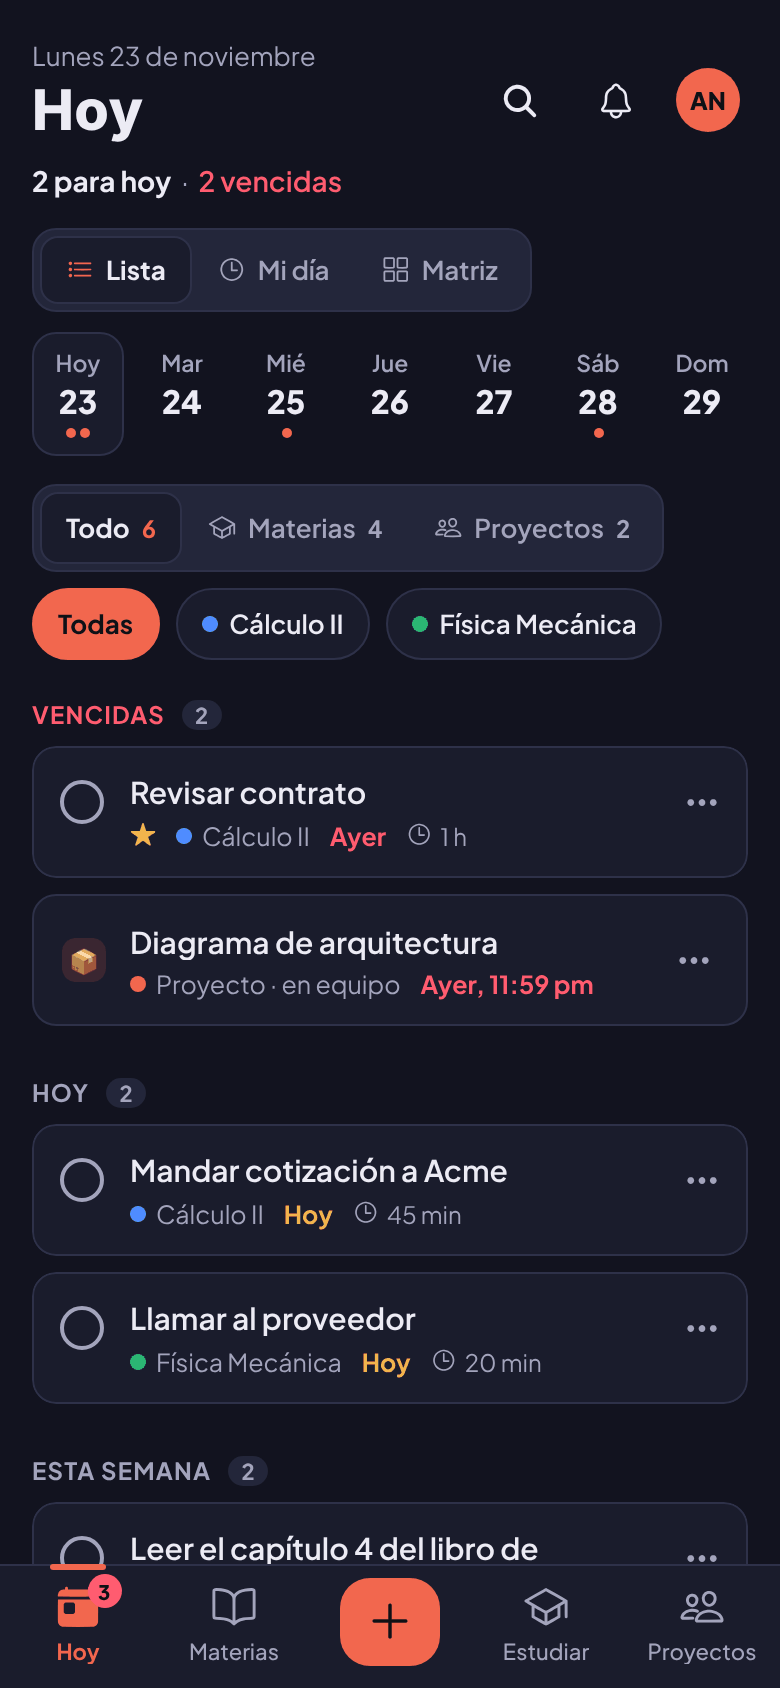 Lunes 23 de noviembre
Hoy
AN
2 para hoy · 2 vencidas
Lista Mi día Matriz
Hoy Mar Mié Jue Vie Sáb Dom
23 24 25 26 27 28 29
Todo 6 Materias 4 Proyectos 2
Todas Cálculo II Física Mecánica
VENCIDAS 2
Revisar contrato
Cálculo II Ayer 1 h
Diagrama de arquitectura
Proyecto · en equipo Ayer, 11:59 pm
HOY 2
Mandar cotización a Acme
Cálculo II Hoy 45 min
Llamar al proveedor
Física Mecánica Hoy 20 min
ESTA SEMANA 2
Leer el capítulo 4 del libro de
3
Hoy Materias Estudiar Proyectos